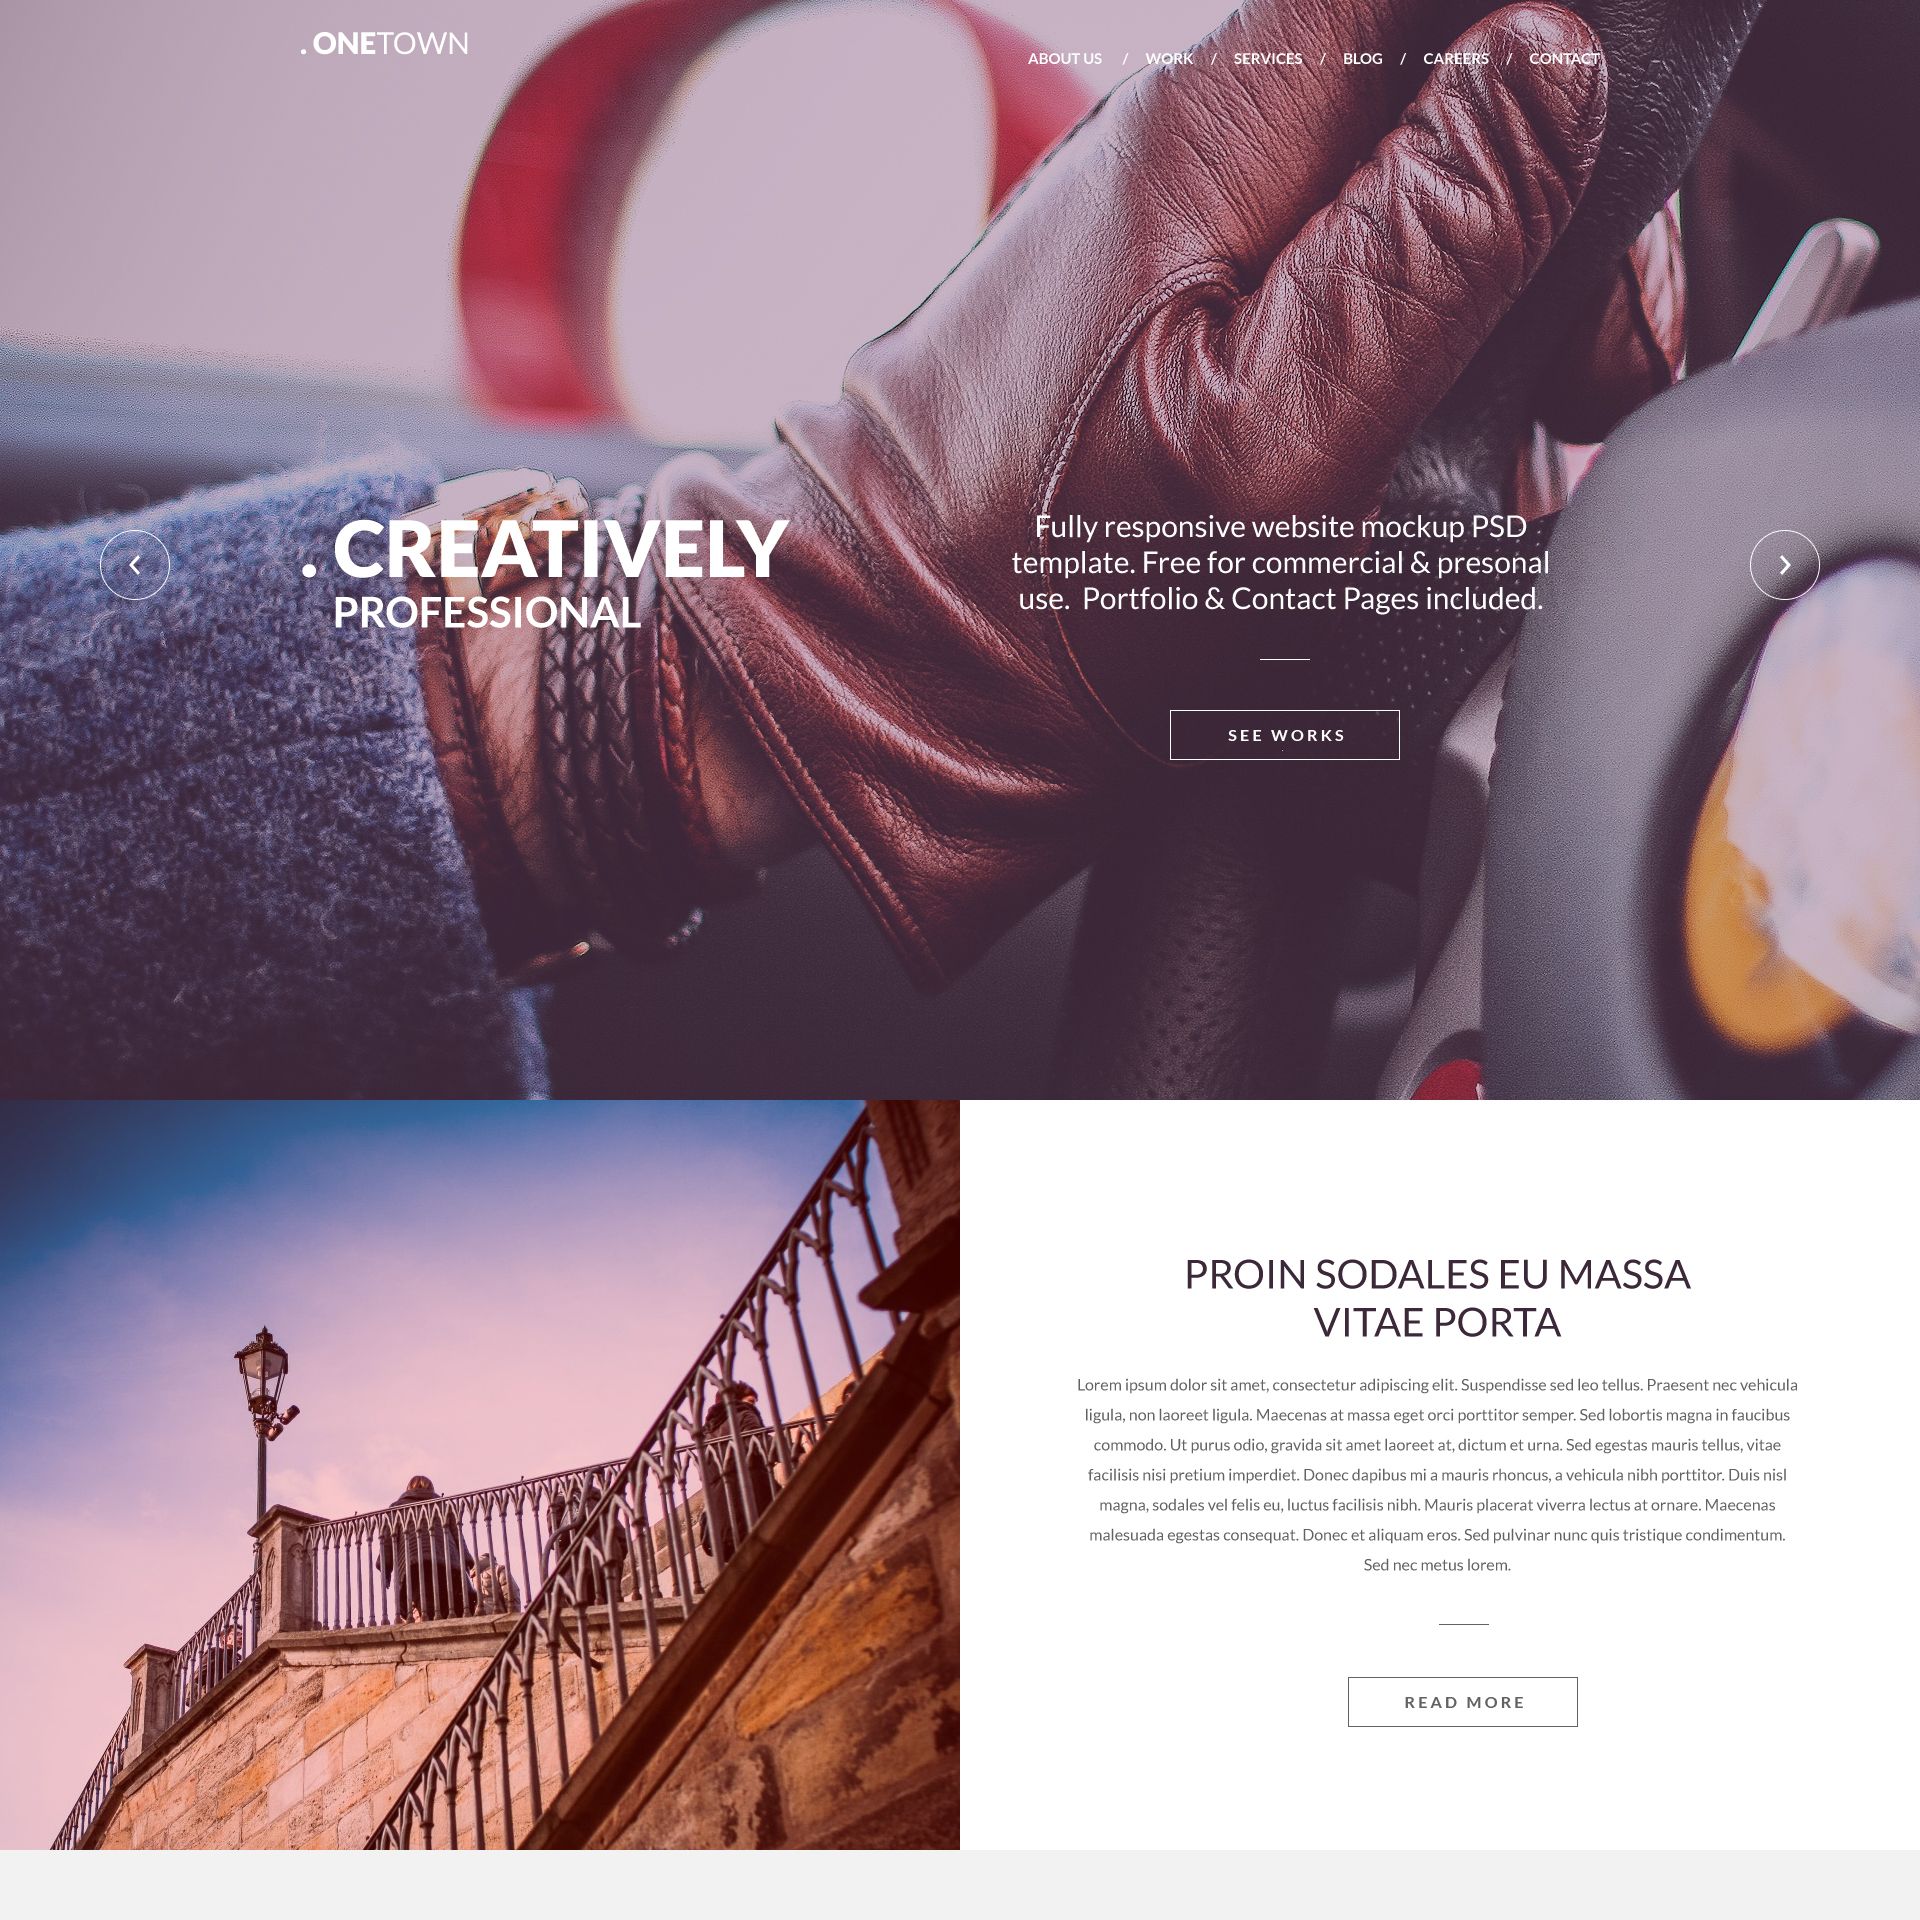 . ONETOWN
ABOUT US / WORK / SERVICES / BLOG / CAREERS / CONTACT
. CREATIVELY
PROFESSIONAL
Fully responsive website mockup PSD
template. Free for commercial & presonal
use.  Portfolio & Contact Pages included.
SEE WORKS
PROIN SODALES EU MASSA
VITAE PORTA
Lorem ipsum dolor sit amet, consectetur adipiscing elit. Suspendisse sed leo tellus. Praesent nec vehicula
ligula, non laoreet ligula. Maecenas at massa eget orci porttitor semper. Sed lobortis magna in faucibus
commodo. Ut purus odio, gravida sit amet laoreet at, dictum et urna. Sed egestas mauris tellus, vitae
facilisis nisi pretium imperdiet. Donec dapibus mi a mauris rhoncus, a vehicula nibh porttitor. Duis nisl
magna, sodales vel felis eu, luctus facilisis nibh. Mauris placerat viverra lectus at ornare. Maecenas
malesuada egestas consequat. Donec et aliquam eros. Sed pulvinar nunc quis tristique condimentum.
Sed nec metus lorem.
READ MORE